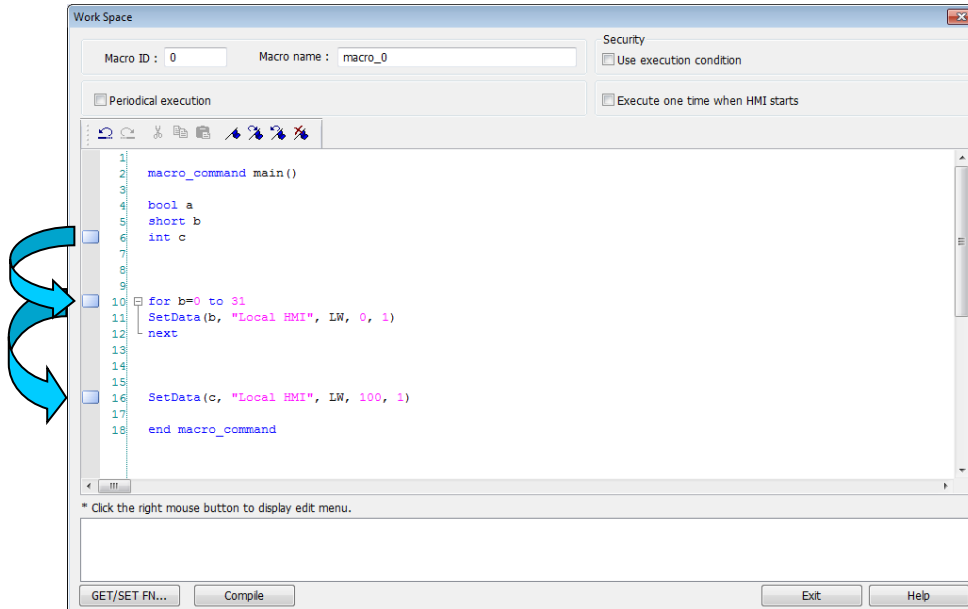 Work Space
Macro ID : 0 Macro name : macro_0
Security
Use execution condition
Periodical execution
Execute one time when HMI starts
1
2 macro_command main()
3
4 bool a
5 short b
6 int c
7
8
9
10 for b=0 to 31
11 SetData(b, "Local HMI", LW, 0, 1)
12 next
13
14
15
16 SetData(c, "Local HMI", LW, 100, 1)
17
18 end macro_command
* Click the right mouse button to display edit menu.
GET/SET FN... Compile Exit Help